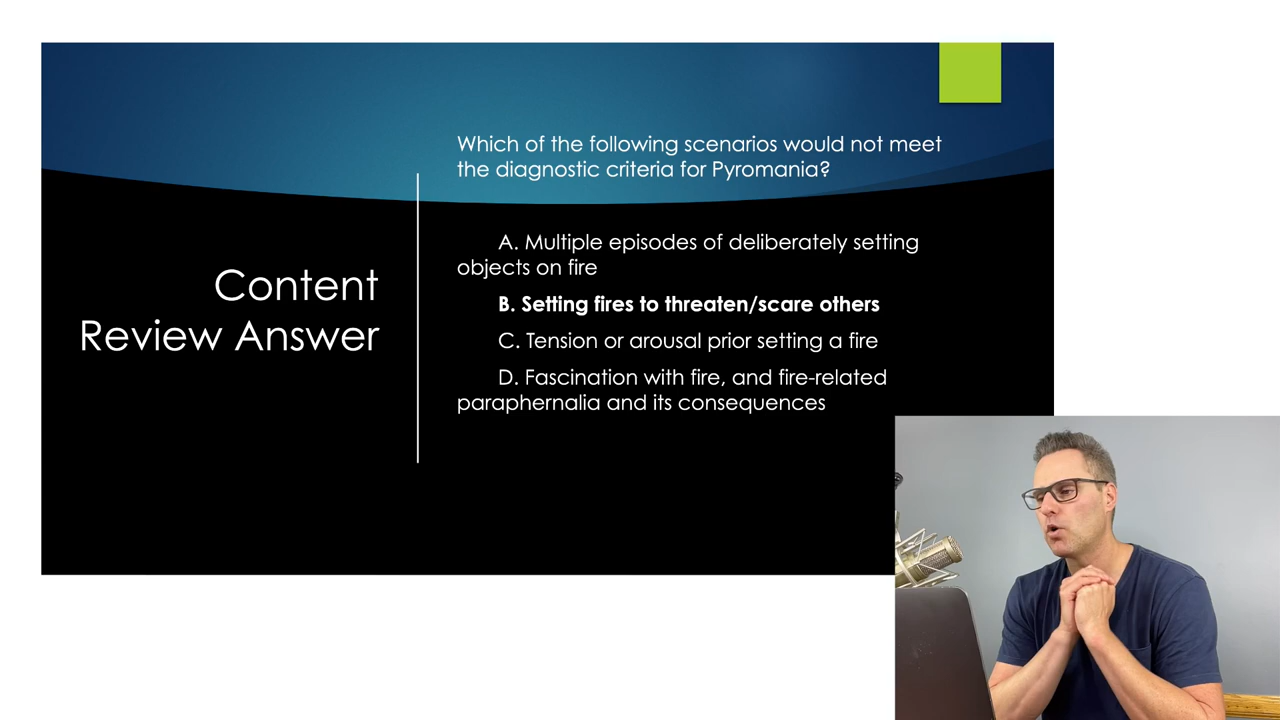 Which of the following scenarios would not meet
the diagnostic criteria for Pyromania?
Content
Review Answer
A. Multiple episodes of deliberately setting
objects on fire
B. Setting fires to threaten/scare others
C. Tension or arousal prior setting a fire
D. Fascination with fire, and fire-related
paraphernalia and its consequences